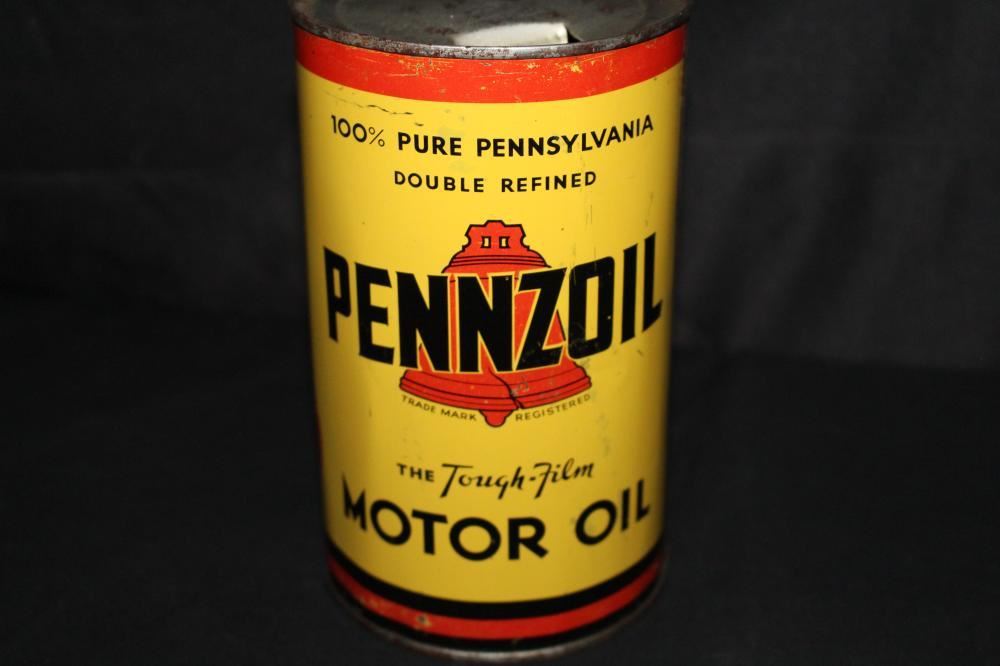 100% PURE PENNSYLVANIA
DOUBLE REFINED
PENNZOIL
TRADE MARK REGISTERED
THE Tough-Film
MOTOR OIL